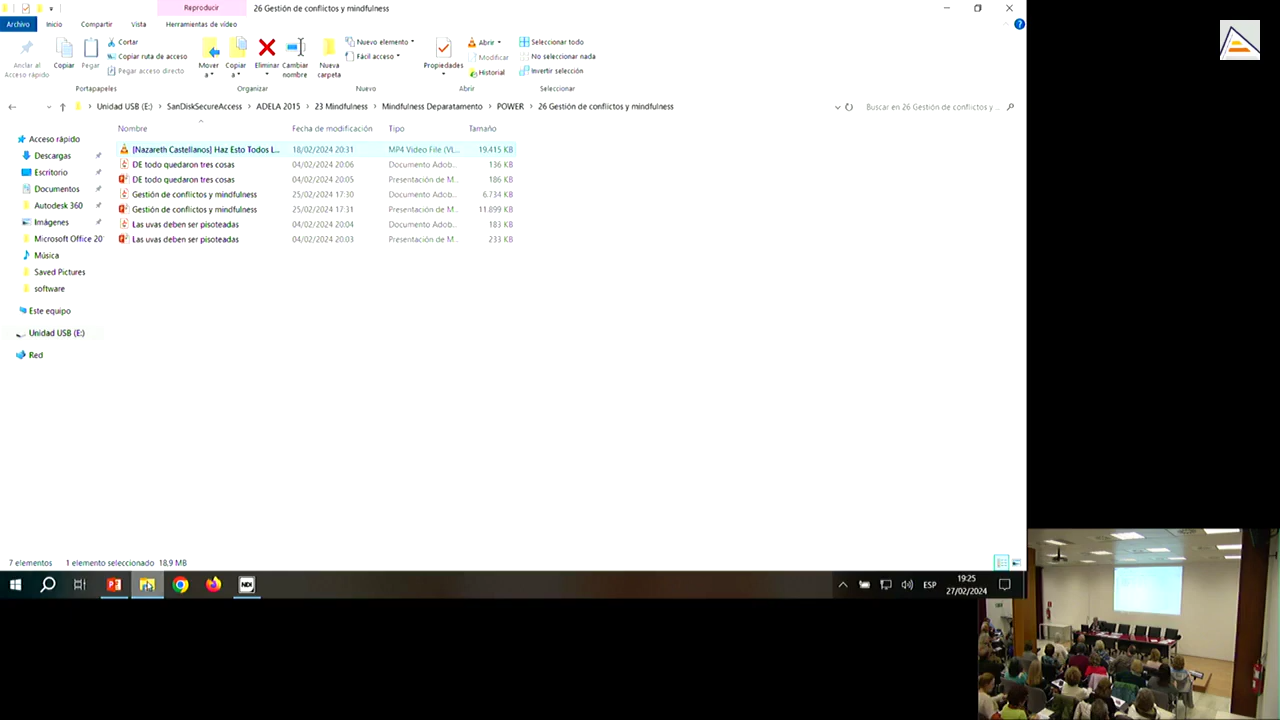 Reproducir
26 Gestión de conflictos y mindfulness
Archivo
Inicio
Compartir
Vista
Herramientas de vídeo
Anclar al Acceso rápido
Copiar
Pegar
Cortar
Copiar ruta de acceso
Pegar acceso directo
Portapapeles
Mover a
Copiar a
Eliminar
Cambiar nombre
Organizar
Nueva carpeta
Nuevo elemento
Fácil acceso
Nuevo
Propiedades
Abrir
Modificar
Historial
Abrir
Seleccionar todo
No seleccionar nada
Invertir selección
Seleccionar
Unidad USB (E:) > SanDiskSecureAccess > ADELA 2015 > 23 Mindfulness > Mindfulness Deparatamento > POWER > 26 Gestión de conflictos y mindfulness
Buscar en 26 Gestión de conflictos y ...
Nombre Fecha de modificación Tipo Tamaño
[Nazareth Castellanos] Haz Esto Todos L... 18/02/2024 20:31 MP4 Video File (VL... 19.415 KB
DE todo quedaron tres cosas 04/02/2024 20:06 Documento Adob... 136 KB
DE todo quedaron tres cosas 04/02/2024 20:05 Presentación de M... 186 KB
Gestión de conflictos y mindfulness 25/02/2024 17:30 Documento Adob... 6.734 KB
Gestión de conflictos y mindfulness 25/02/2024 17:31 Presentación de M... 11.899 KB
Las uvas deben ser pisoteadas 04/02/2024 20:04 Documento Adob... 183 KB
Las uvas deben ser pisoteadas 04/02/2024 20:03 Presentación de M... 233 KB
Acceso rápido
Descargas
Escritorio
Documentos
Autodesk 360
Imágenes
Microsoft Office 20
Música
Saved Pictures
software
Este equipo
Unidad USB (E:)
Red
7 elementos 1 elemento seleccionado 18,9 MB
NDI
ESP
19:25
27/02/2024